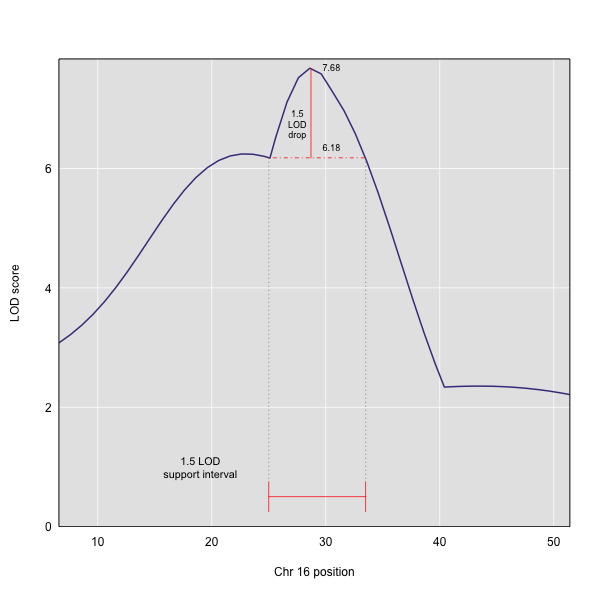 7.68
1.5
LOD
drop
6.18
6
4
2
0
LOD score
1.5 LOD
support interval
10 20 30 40 50
Chr 16 position